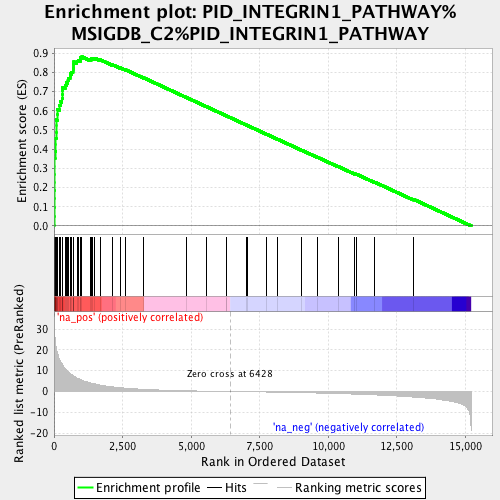 Enrichment plot: PID_INTEGRIN1_PATHWAY%
MSIGDB_C2%PID_INTEGRIN1_PATHWAY
Enrichment score (ES)
0.9
0.8
0.7
0.6
0.5
0.4
0.3
0.2
0.1
0.0
'na_pos' (positively correlated)
Ranked list metric (PreRanked)
30
20
10
0
-10
-20
Zero cross at 6428
'na_neg' (negatively correlated)
0
2,500
5,000
7,500
10,000
12,500
15,000
Rank in Ordered Dataset
Enrichment profile
Hits
Ranking metric scores